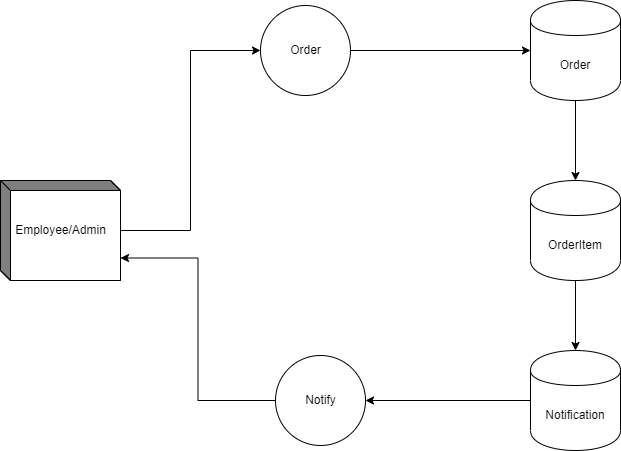 Order
Order
Employee/Admin
OrderItem
Notify
Notification